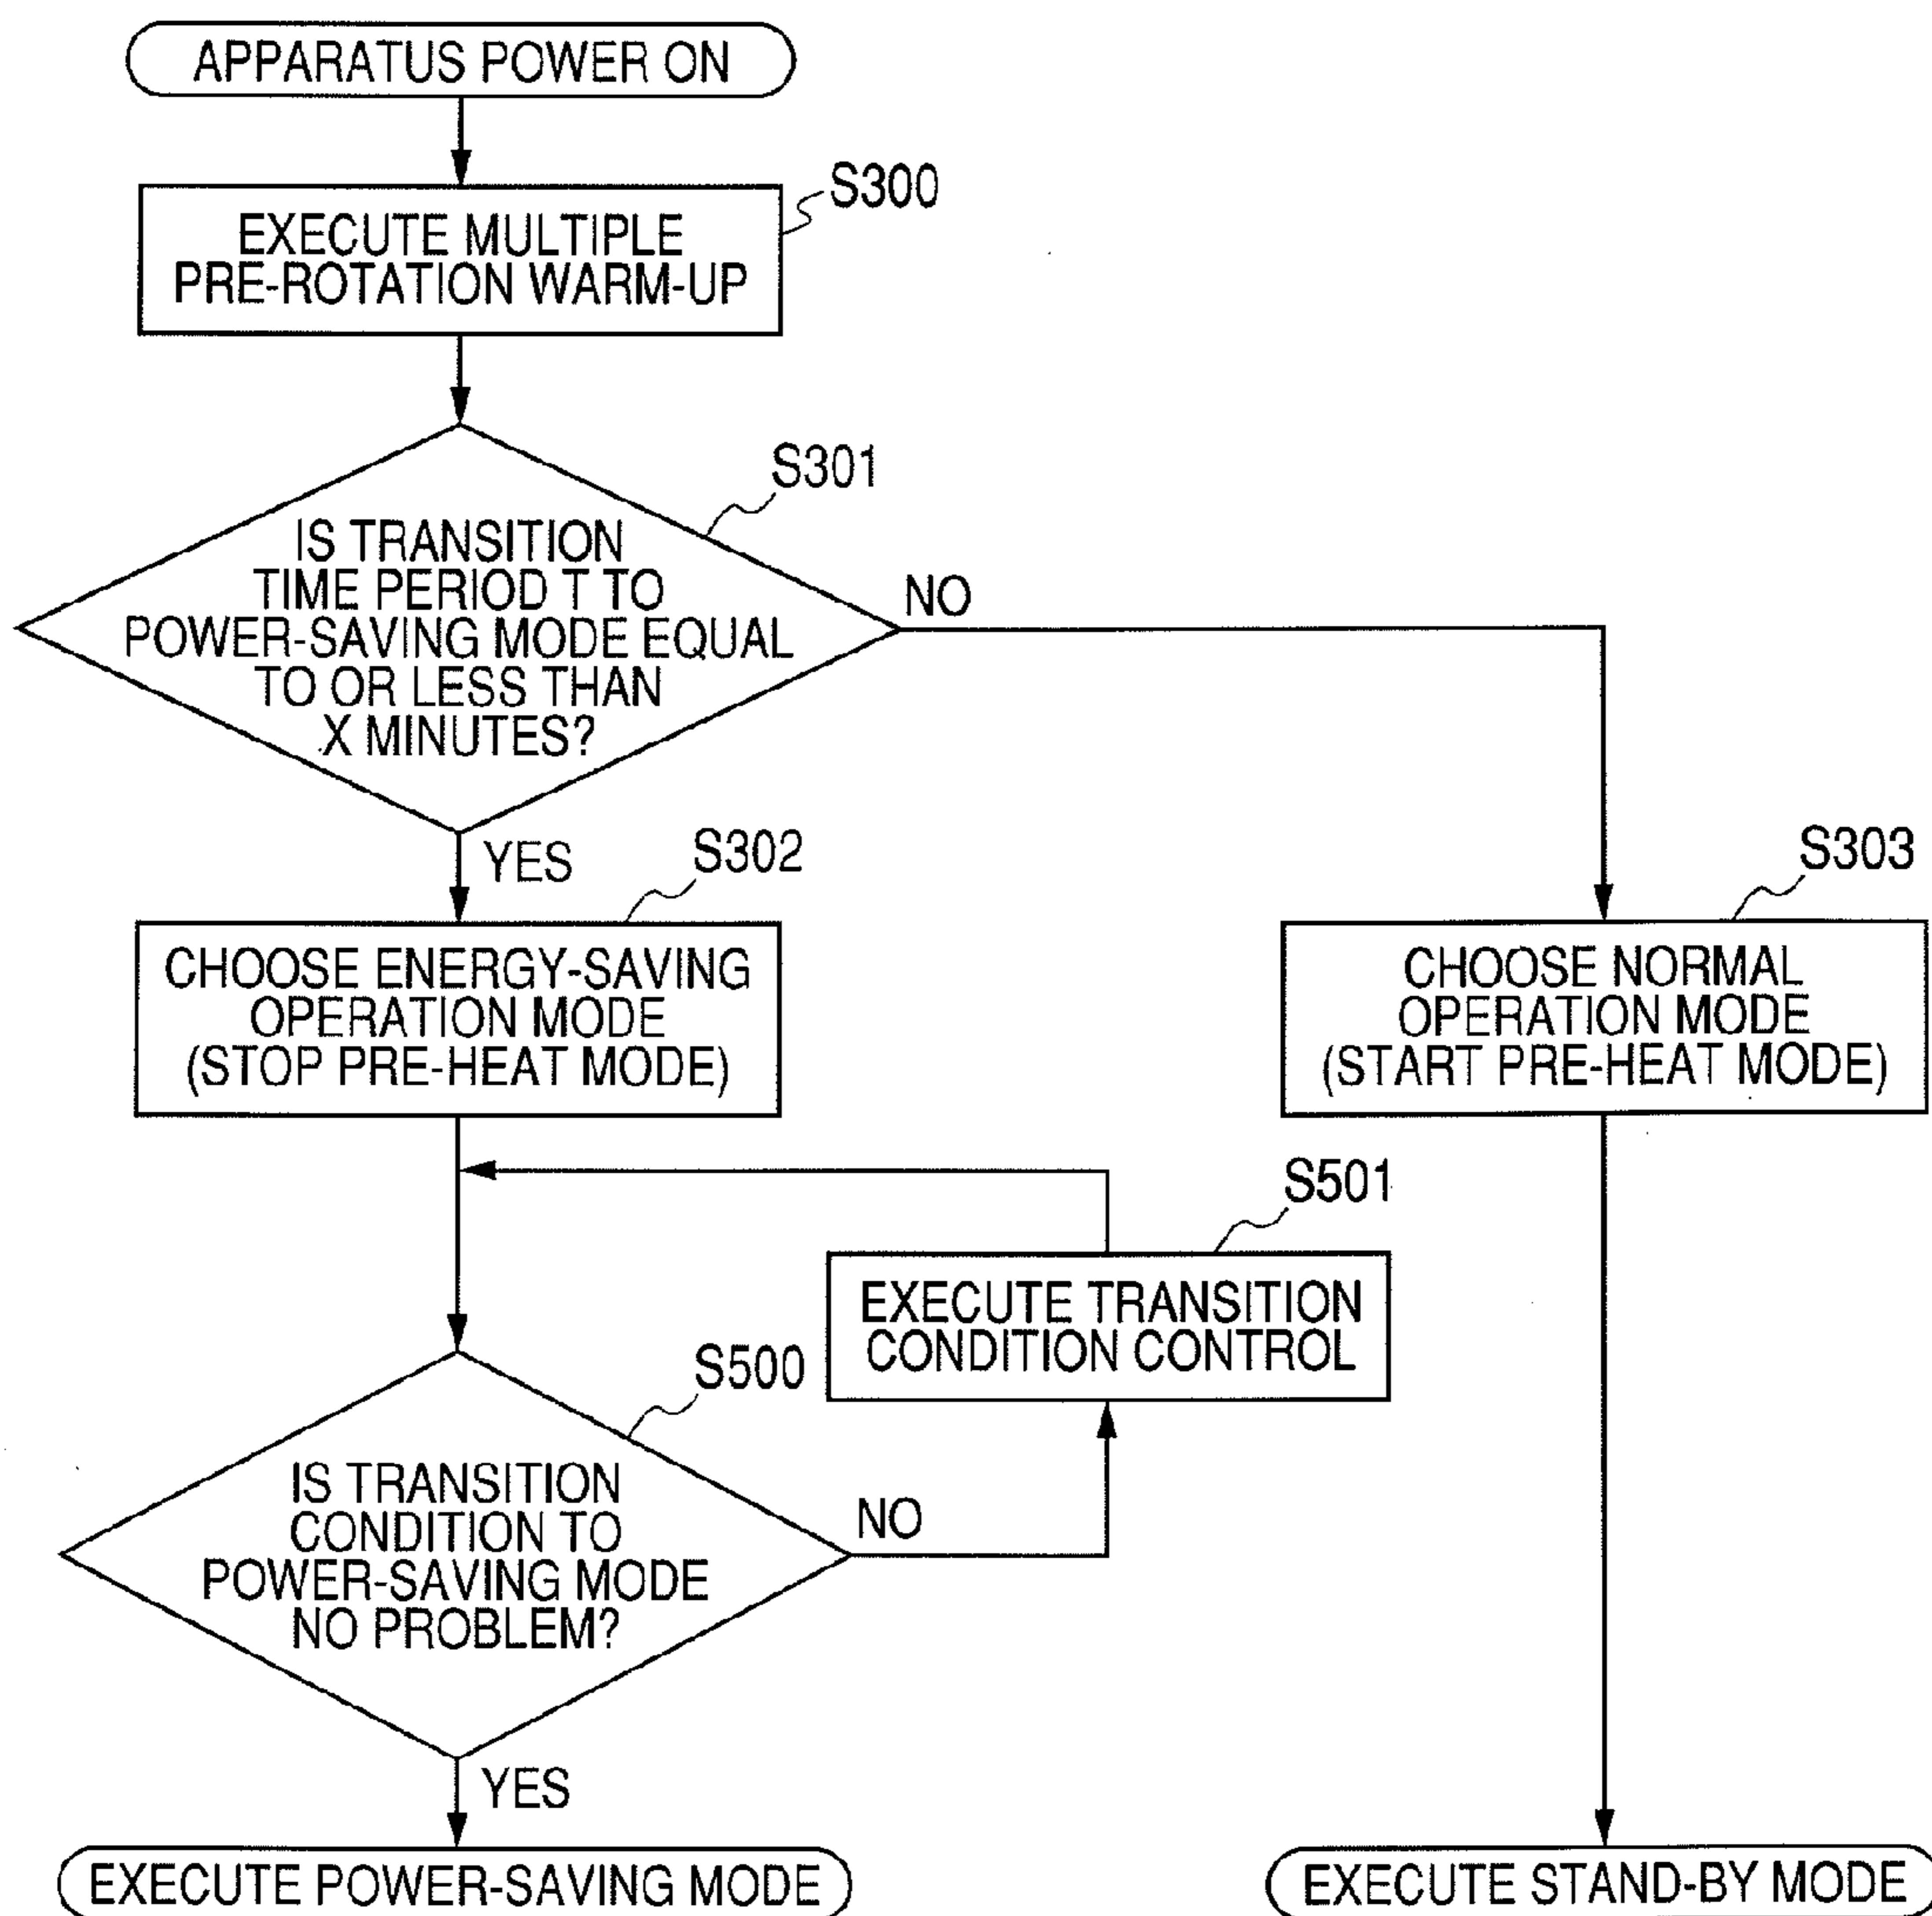 APPARATUS POWER ON
S300
EXECUTE MULTIPLE
PRE-ROTATION WARM-UP
S301
IS TRANSITION
TIME PERIOD T TO
POWER-SAVING MODE EQUAL
TO OR LESS THAN
X MINUTES?
NO
YES
S302
CHOOSE ENERGY-SAVING
OPERATION MODE
(STOP PRE-HEAT MODE)
S303
CHOOSE NORMAL
OPERATION MODE
(START PRE-HEAT MODE)
S501
EXECUTE TRANSITION
CONDITION CONTROL
S500
IS TRANSITION
CONDITION TO
POWER-SAVING MODE
NO PROBLEM?
NO
YES
EXECUTE POWER-SAVING MODE
EXECUTE STAND-BY MODE